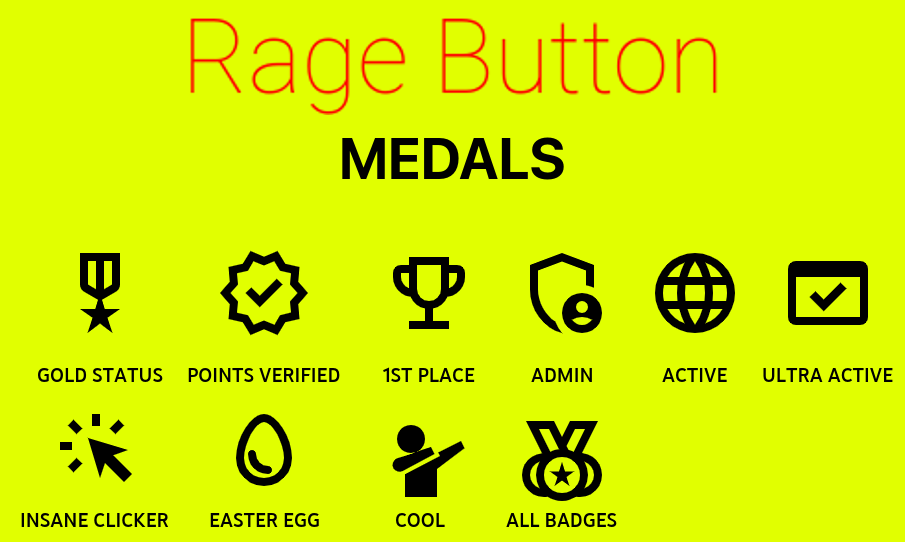 Rage Button
MEDALS
GOLD STATUS POINTS VERIFIED 1ST PLACE ADMIN ACTIVE ULTRA ACTIVE
INSANE CLICKER EASTER EGG COOL ALL BADGES